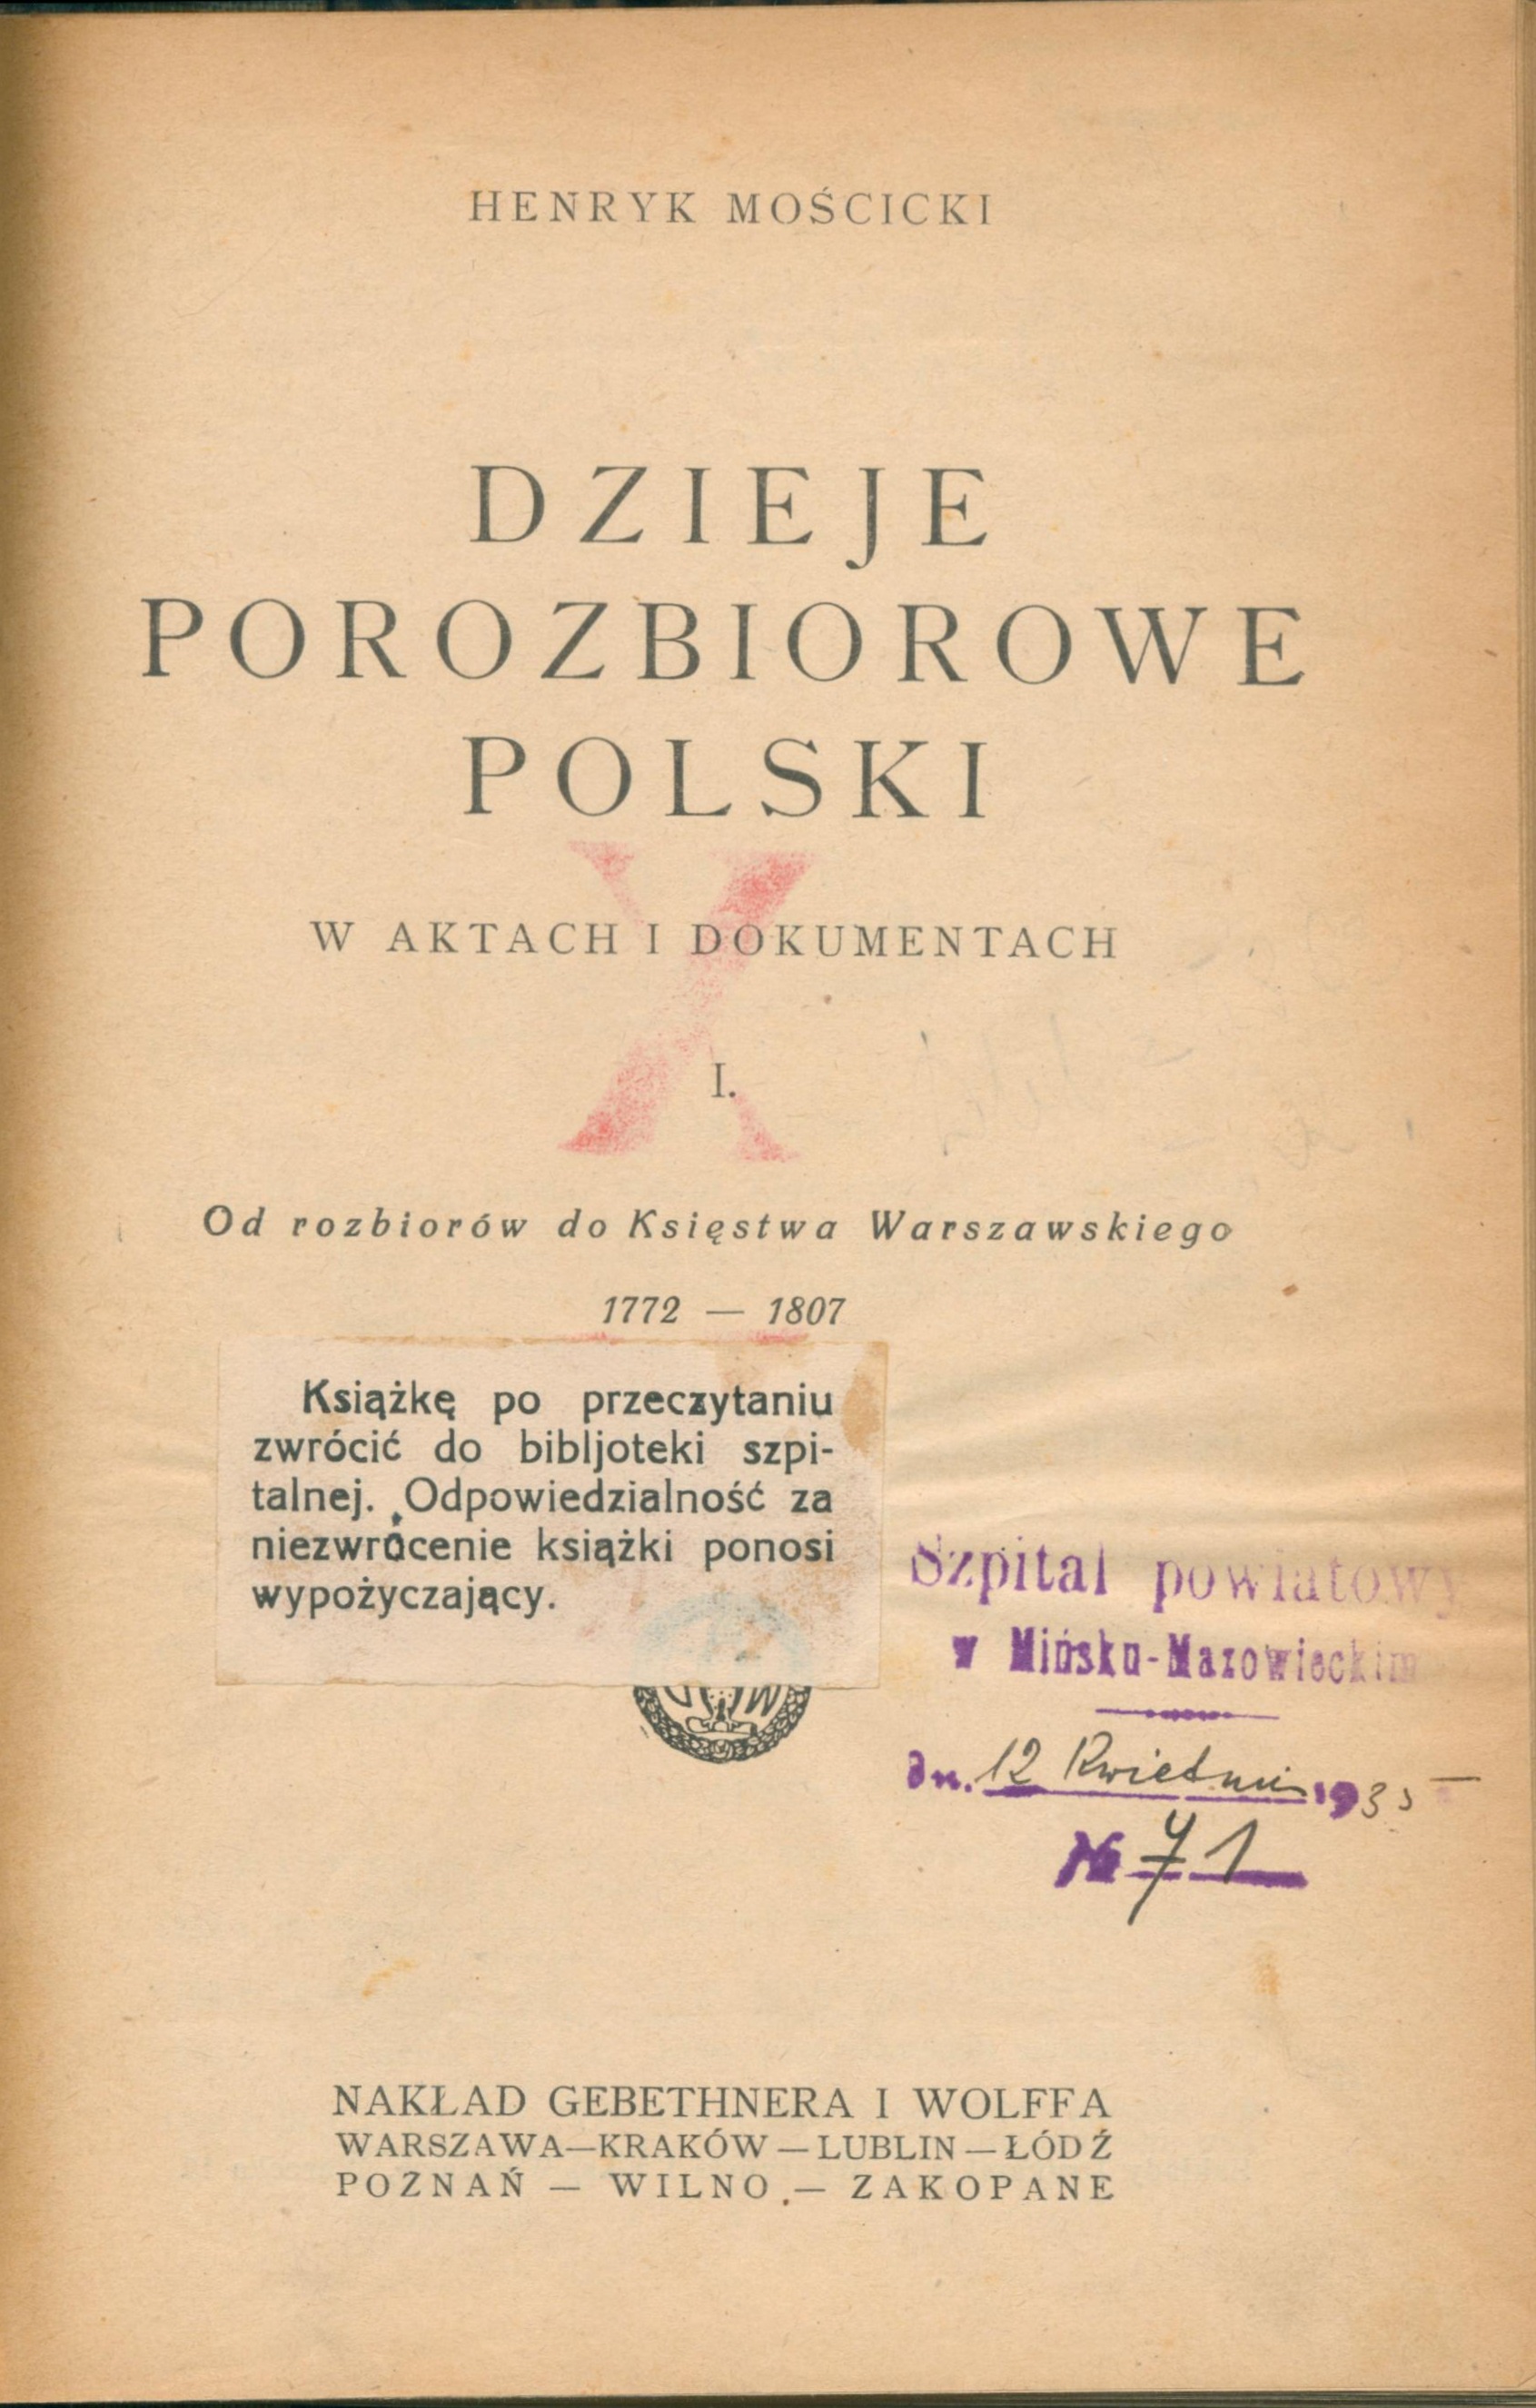 HENRYK MOŚCICKI
DZIEJE
POROZBIOROWE
POLSKI
W AKTACH I DOKUMENTACH
I.
Od rozbiorów do Księstwa Warszawskiego
1772 — 1807
Książkę po przeczytaniu
zwrócić do bibljoteki szpi-
talnej. Odpowiedzialność za
niezwrócenie książki ponosi
wypożyczający.
Szpital powiatowy
w Mińsku-Mazowieckim
dn. 12 Kwietnia 1935
№ 71
NAKŁAD GEBETHNERA I WOLFFA
WARSZAWA—KRAKÓW — LUBLIN — ŁÓDŹ
POZNAŃ — WILNO — ZAKOPANE